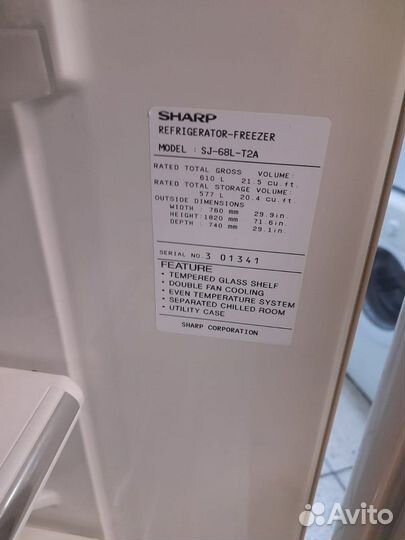 SHARP
REFRIGERATOR-FREEZER
MODEL : SJ-68L-T2A
RATED TOTAL GROSS VOLUME:
610 L 21.5 cu.ft.
RATED TOTAL STORAGE VOLUME:
577 L 20.4 cu.ft.
OUTSIDE DIMENSIONS
WIDTH : 760 mm 29.9in.
HEIGHT:1820 mm 71.6in.
DEPTH : 740 mm 29.1in.
SERIAL NO.3 01341
FEATURE
• TEMPERED GLASS SHELF
• DOUBLE FAN COOLING
• EVEN TEMPERATURE SYSTEM
• SEPARATED CHILLED ROOM
• UTILITY CASE
SHARP CORPORATION
Avito